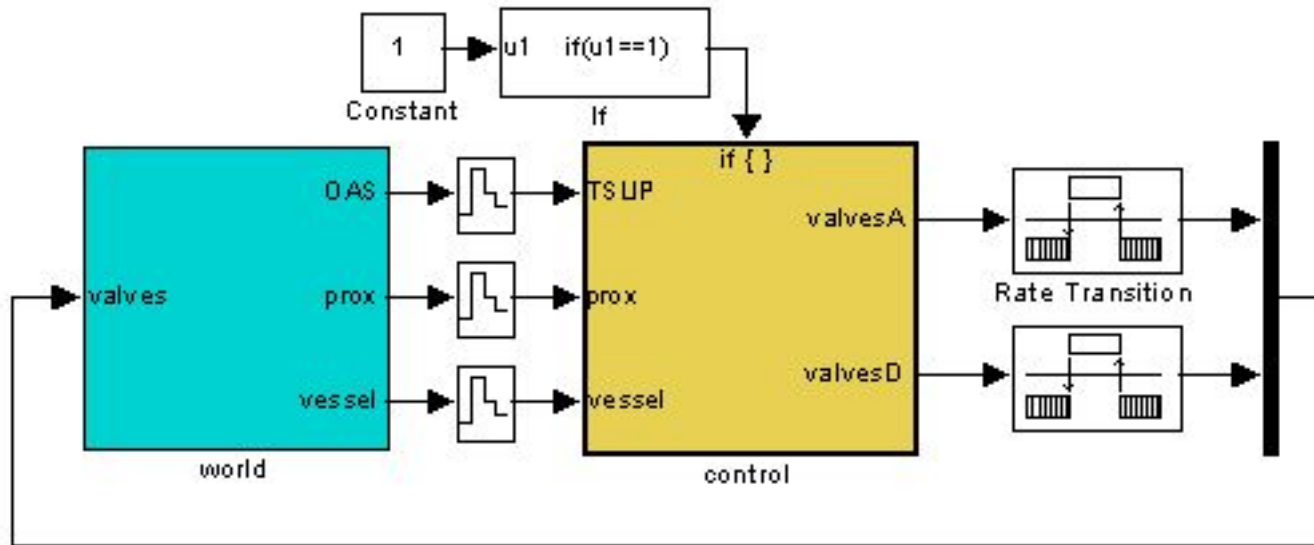 1
u1 if(u1==1)
Constant
If
if { }
OAS
TSUP
valvesA
valves
prox
prox
Rate Transition
vessel
vessel
valvesD
world
control